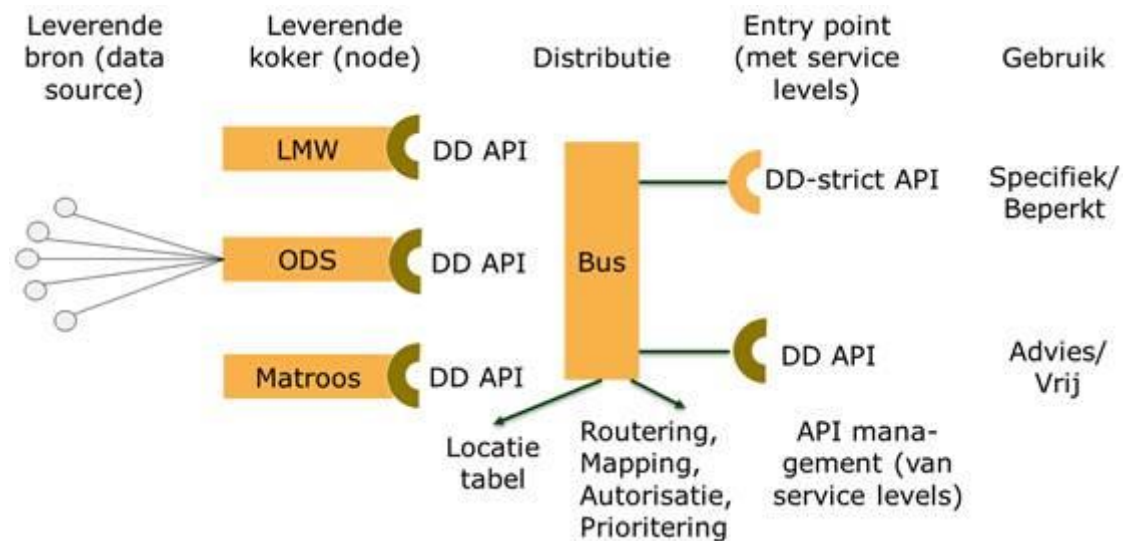 Leverende
bron (data
source)
Leverende
koker (node)
Distributie
Entry point
(met service
levels)
Gebruik
LMW
DD API
ODS
DD API
Matroos
DD API
Bus
DD-strict API
Specifiek/
Beperkt
DD API
Advies/
Vrij
Locatie
tabel
Routering,
Mapping,
Autorisatie,
Prioritering
API mana-
gement (van
service levels)